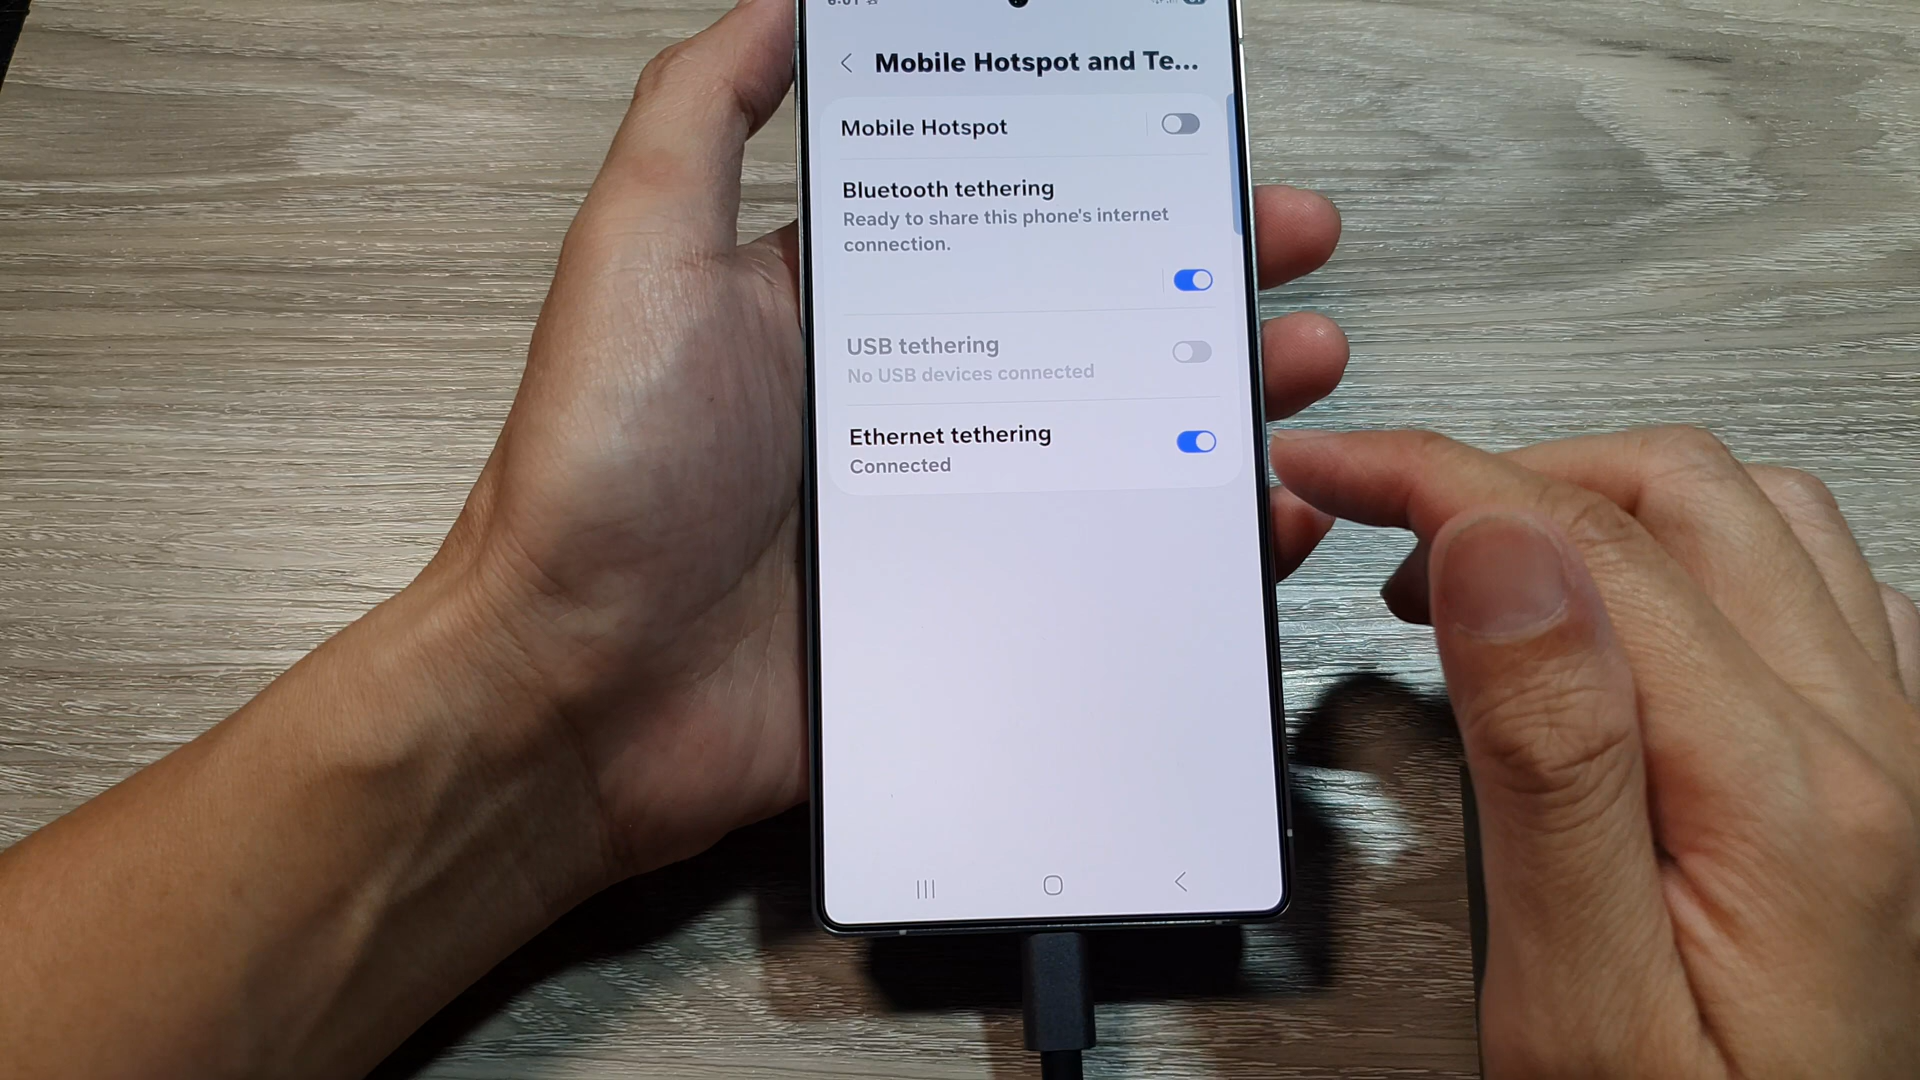 Mobile Hotspot and Te...
Mobile Hotspot
Bluetooth tethering
Ready to share this phone's internet
connection.
USB tethering
No USB devices connected
Ethernet tethering
Connected